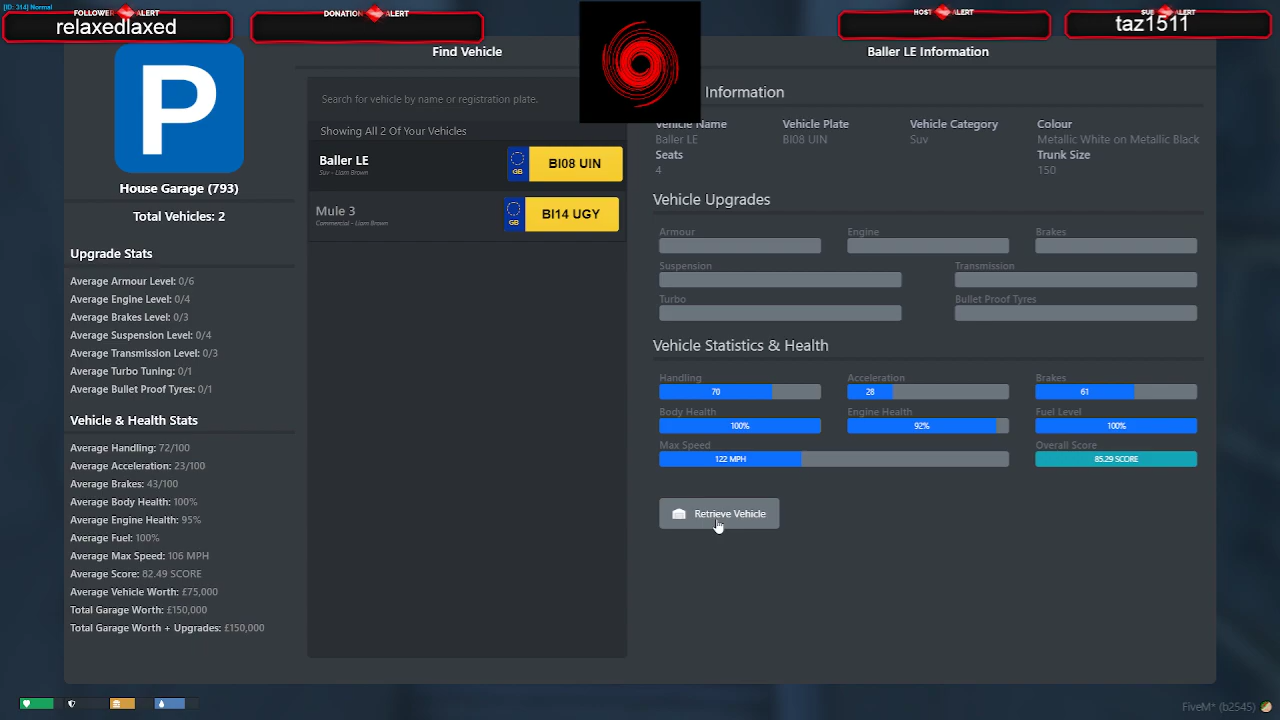 [ID: 314] Normal
FOLLOWER ALERT
relaxedlaxed
DONATION ALERT
HOST ALERT
SUB ALERT
taz1511
House Garage (793)
Total Vehicles: 2
Upgrade Stats
Average Armour Level: 0/6
Average Engine Level: 0/4
Average Brakes Level: 0/3
Average Suspension Level: 0/4
Average Transmission Level: 0/3
Average Turbo Tuning: 0/1
Average Bullet Proof Tyres: 0/1
Vehicle & Health Stats
Average Handling: 72/100
Average Acceleration: 23/100
Average Brakes: 43/100
Average Body Health: 100%
Average Engine Health: 95%
Average Fuel: 100%
Average Max Speed: 106 MPH
Average Score: 82.49 SCORE
Average Vehicle Worth: £75,000
Total Garage Worth: £150,000
Total Garage Worth + Upgrades: £150,000
Find Vehicle
Search for vehicle by name or registration plate.
Showing All 2 Of Your Vehicles
Baller LE
Suv - Liam Brown
GB
BI08 UIN
Mule 3
Commercial - Liam Brown
GB
BI14 UGY
Baller LE Information
Information
Vehicle Name
Baller LE
Vehicle Plate
BI08 UIN
Vehicle Category
Suv
Colour
Metallic White on Metallic Black
Seats
4
Trunk Size
150
Vehicle Upgrades
Armour
Engine
Brakes
Suspension
Transmission
Turbo
Bullet Proof Tyres
Vehicle Statistics & Health
Handling
70
Acceleration
28
Brakes
61
Body Health
100%
Engine Health
92%
Fuel Level
100%
Max Speed
122 MPH
Overall Score
85.29 SCORE
Retrieve Vehicle
FiveM* (b2545)
P